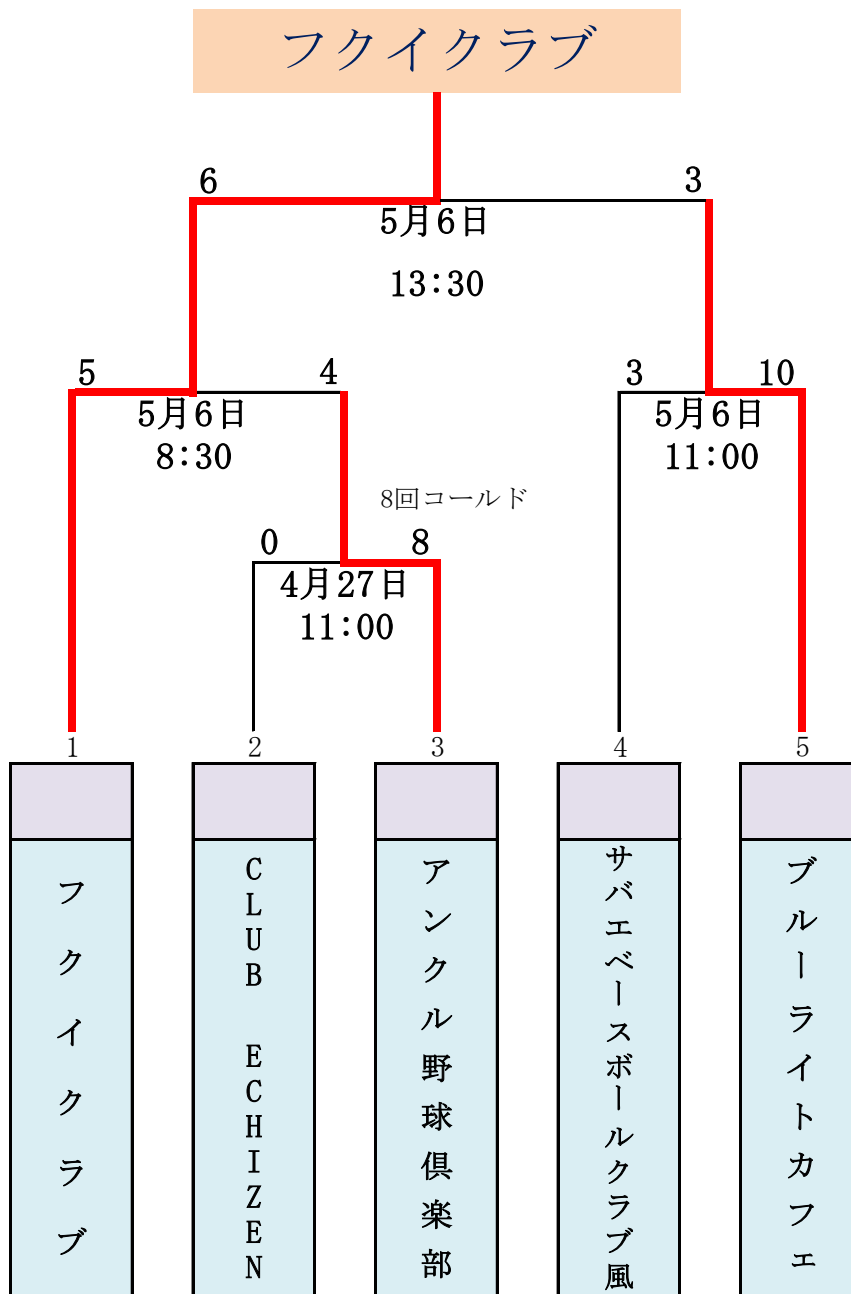 フクイクラブ
6
3
5月6日
13:30
5
4
3
10
5月6日
8:30
5月6日
11:00
8回コールド
0
8
4月27日
11:00
1
2
3
4
5
フクイクラブ
CLUB ECHIZEN
アンクル野球倶楽部
サバエベースボールクラブ風
ブルーライトカフェ